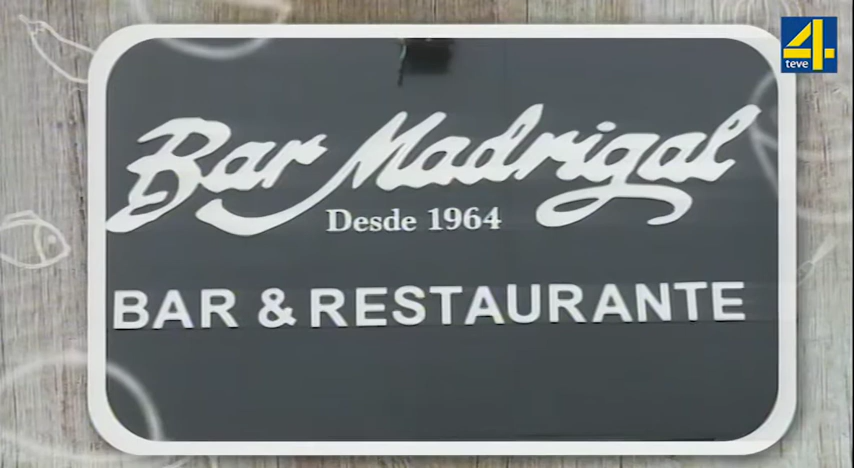 4
teve
Bar Madrigal
Desde 1964
BAR & RESTAURANTE